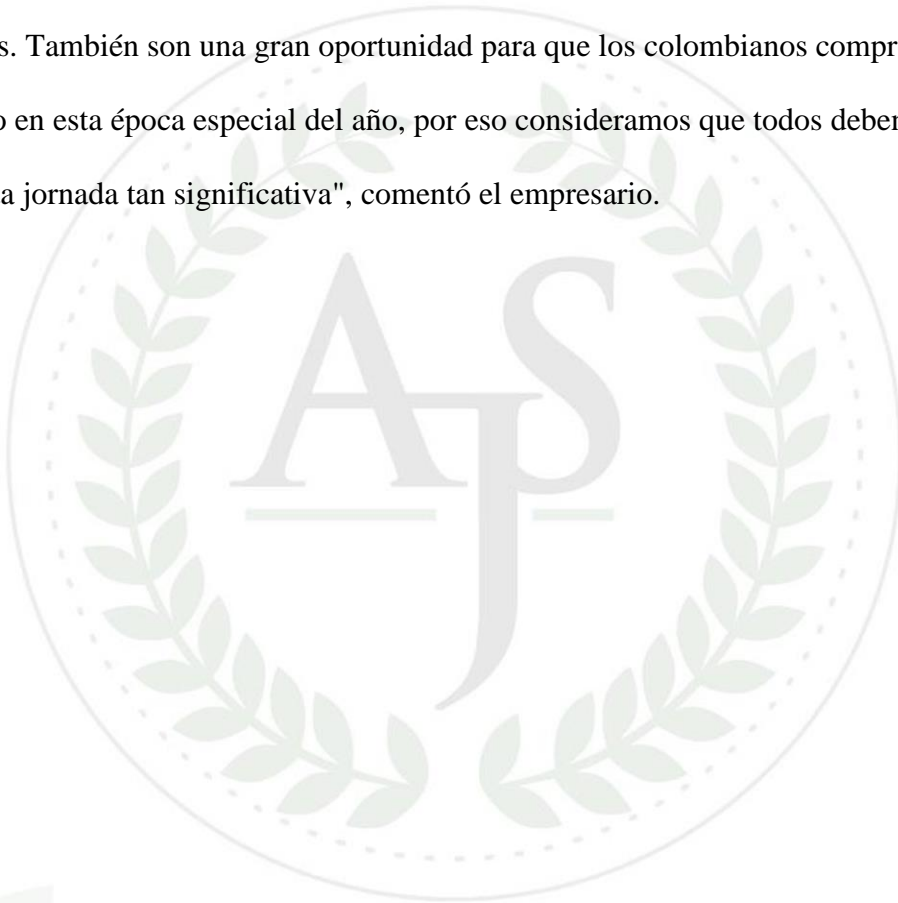 s. También son una gran oportunidad para que los colombianos compr
o en esta época especial del año, por eso consideramos que todos deber
a jornada tan significativa", comentó el empresario.
AJS